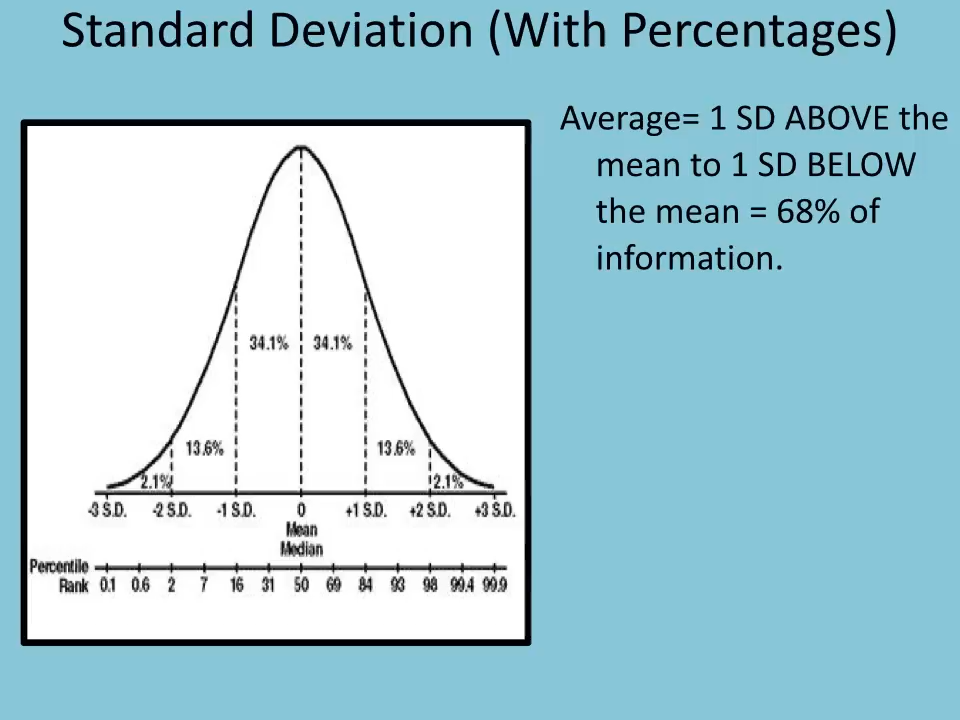 Standard Deviation (With Percentages)
Average= 1 SD ABOVE the
mean to 1 SD BELOW
the mean = 68% of
information.
34.1% 34.1%
13.6% 13.6%
2.1% 2.1%
-3 S.D. -2 S.D. -1 S.D. 0 +1 S.D. +2 S.D. +3 S.D.
Mean
Median
Percentile
Rank 0.1 0.6 2 7 16 31 50 69 84 93 98 99.4 99.9